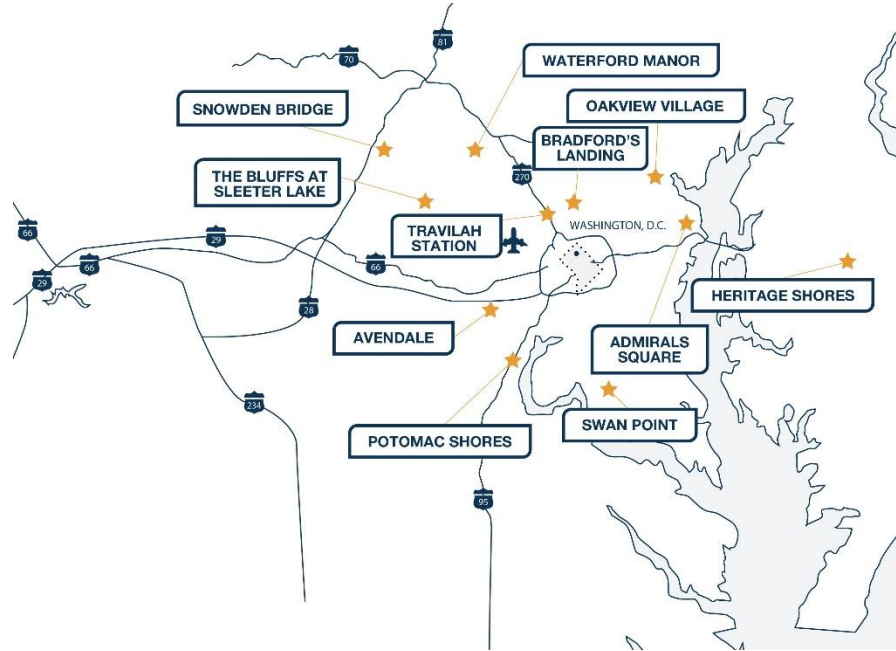 81
70
WATERFORD MANOR
SNOWDEN BRIDGE
OAKVIEW VILLAGE
BRADFORD'S
LANDING
THE BLUFFS AT
SLEETER LAKE
270
TRAVILAH
STATION
WASHINGTON, D.C.
66
29
66
66
29
HERITAGE SHORES
28
AVENDALE
ADMIRALS
SQUARE
234
SWAN POINT
POTOMAC SHORES
95